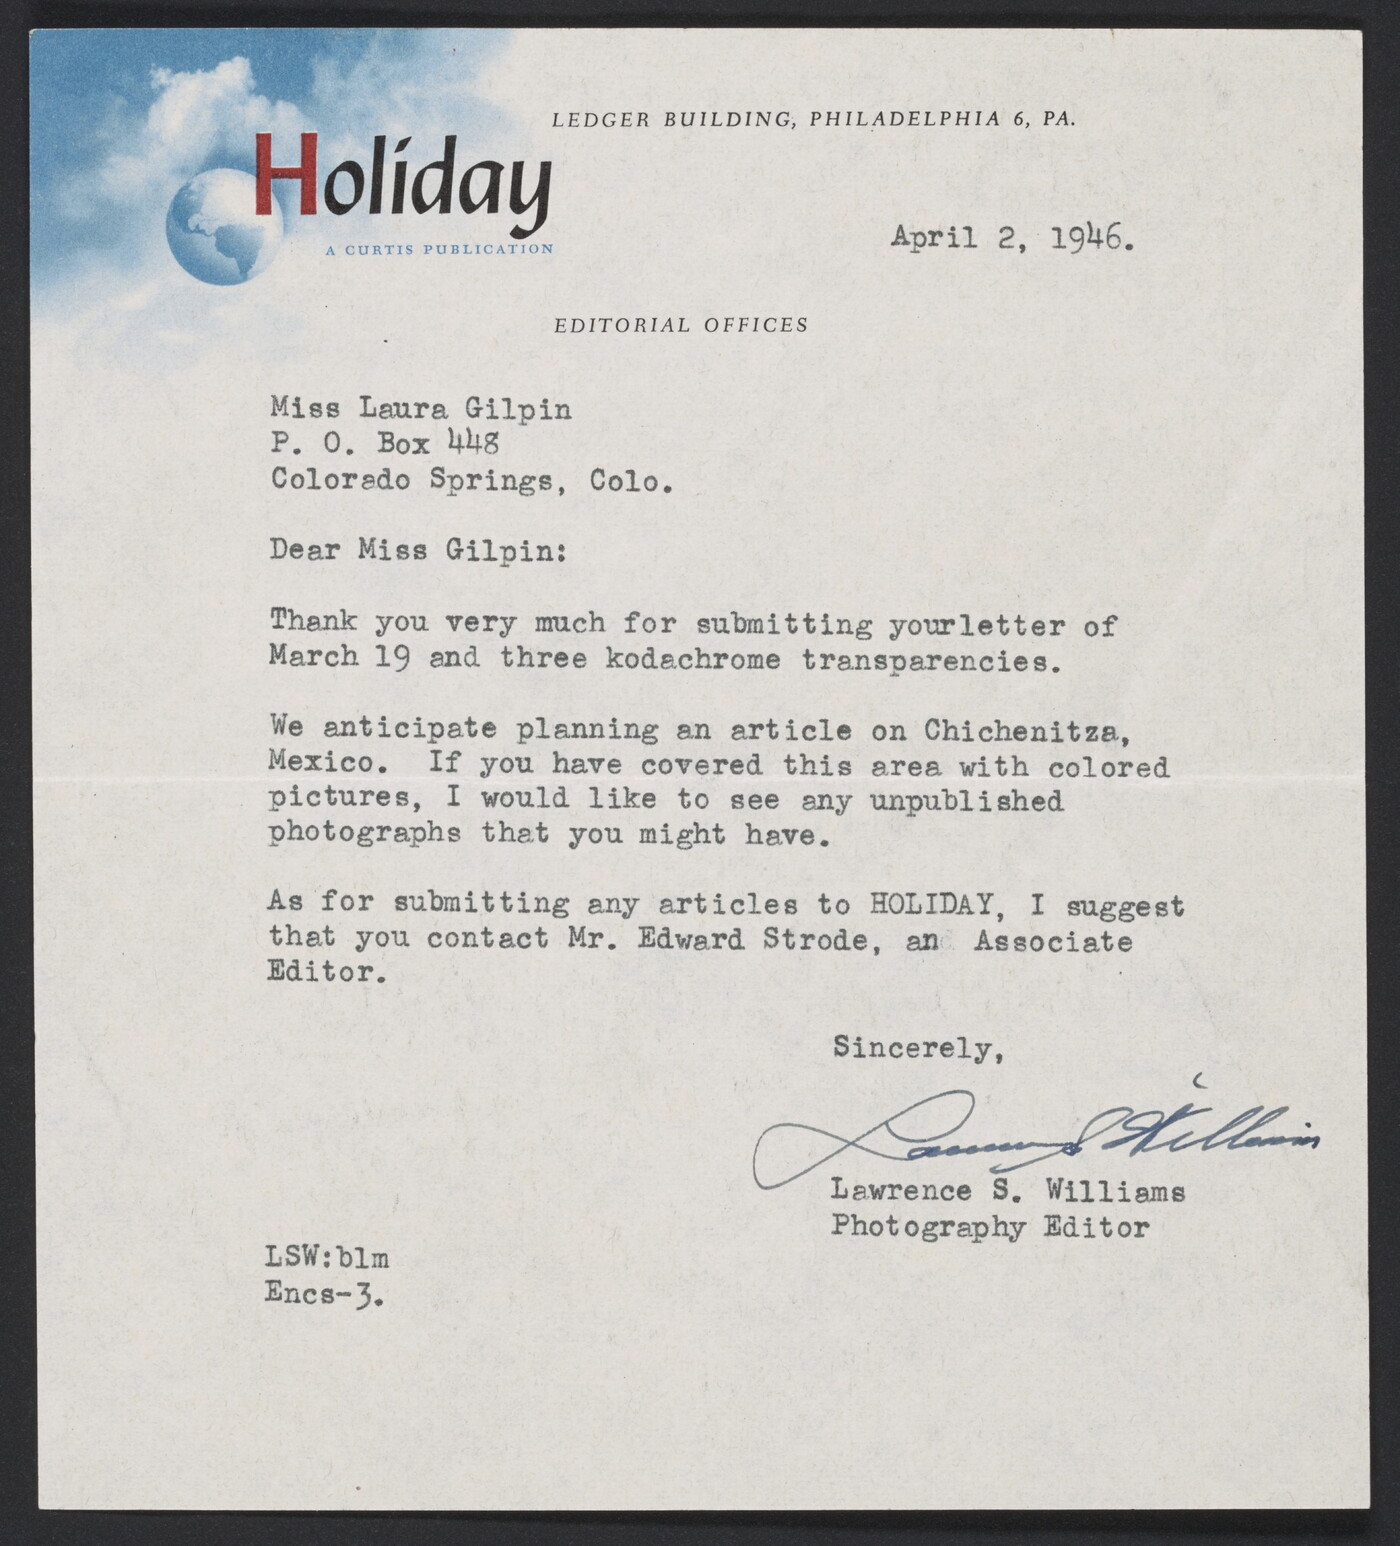 LEDGER BUILDING, PHILADELPHIA 6, PA.
Holiday
A CURTIS PUBLICATION
April 2, 1946.
EDITORIAL OFFICES
Miss Laura Gilpin
P. O. Box 448
Colorado Springs, Colo.
Dear Miss Gilpin:
Thank you very much for submitting yourletter of
March 19 and three kodachrome transparencies.
We anticipate planning an article on Chichenitza,
Mexico. If you have covered this area with colored
pictures, I would like to see any unpublished
photographs that you might have.
As for submitting any articles to HOLIDAY, I suggest
that you contact Mr. Edward Strode, an Associate
Editor.
Sincerely,
Lawrence S Williams
Lawrence S. Williams
Photography Editor
LSW:blm
Encs-3.